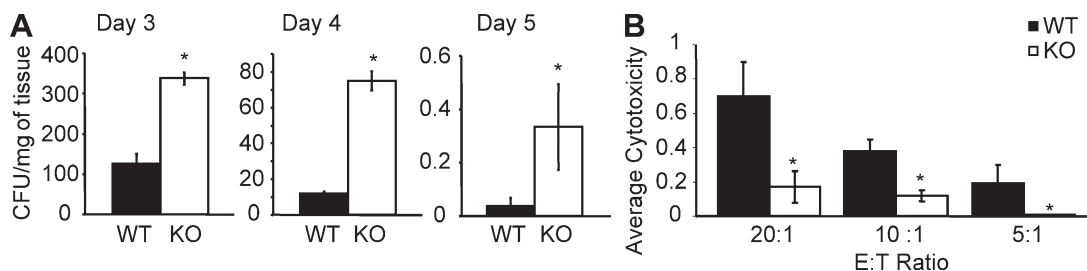 A Day 3 Day 4 Day 5 B
WT
KO
CFU/mg of tissue
400
300
200
100
0
*
WT KO
80
60
40
20
0
*
WT KO
0.6
0.4
0.2
0
*
WT KO
Average Cytotoxicity
1
0.8
0.6
0.4
0.2
0
* * *
20:1 10 :1 5:1
E:T Ratio